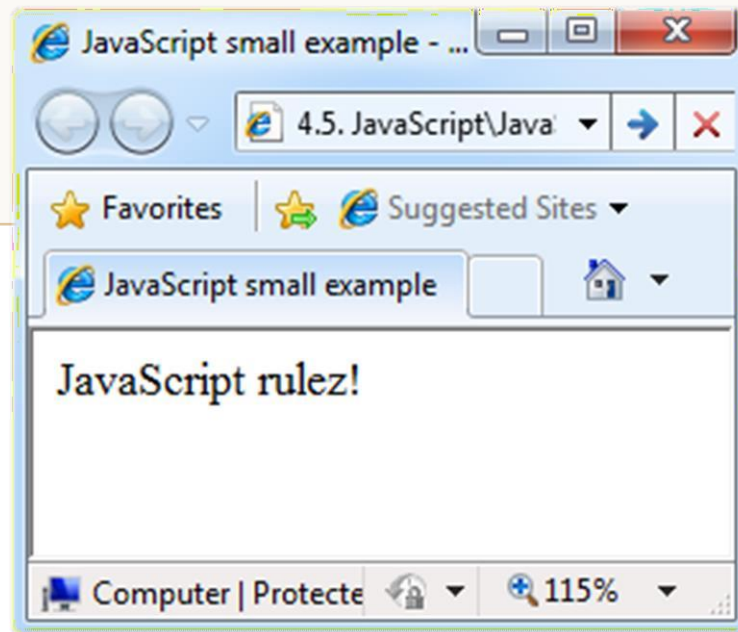 JavaScript small example - ...
4.5. JavaScript\Java
Favorites Suggested Sites
JavaScript small example
JavaScript rulez!
Computer | Protecte 115%